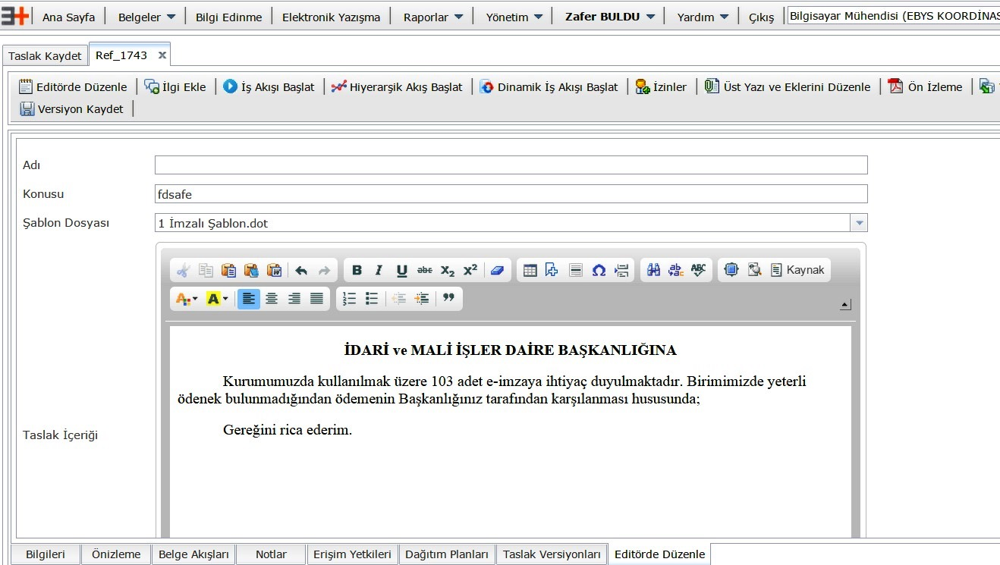 Ana Sayfa Belgeler Bilgi Edinme Elektronik Yazışma Raporlar Yönetim Zafer BULDU Yardım Çıkış Bilgisayar Mühendisi (EBYS KOORDİNAS
Taslak Kaydet Ref_1743 x
Editörde Düzenle İlgi Ekle İş Akışı Başlat Hiyerarşik Akış Başlat Dinamik İş Akışı Başlat İzinler Üst Yazı ve Eklerini Düzenle Ön İzleme
Versiyon Kaydet
Adı
Konusu fdsafe
Şablon Dosyası 1 İmzalı Şablon.dot
B I U abc X2 X² Ω ABC Kaynak
A A
İDARİ ve MALİ İŞLER DAİRE BAŞKANLIĞINA
Kurumumuzda kullanılmak üzere 103 adet e-imzaya ihtiyaç duyulmaktadır. Birimimizde yeterli
ödenek bulunmadığından ödemenin Başkanlığınız tarafından karşılanması hususunda;
Gereğini rica ederim.
Taslak İçeriği
Bilgileri Önizleme Belge Akışları Notlar Erişim Yetkileri Dağıtım Planları Taslak Versiyonları Editörde Düzenle